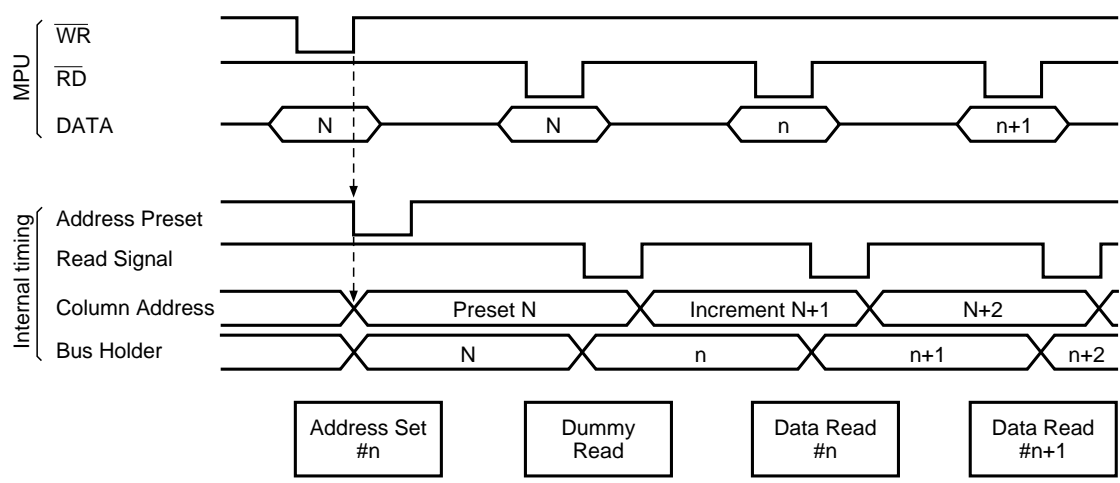 MPU
WR
RD
DATA
N
N
n
n+1
Internal timing
Address Preset
Read Signal
Column Address
Preset N
Increment N+1
N+2
Bus Holder
N
n
n+1
n+2
Address Set
#n
Dummy
Read
Data Read
#n
Data Read
#n+1